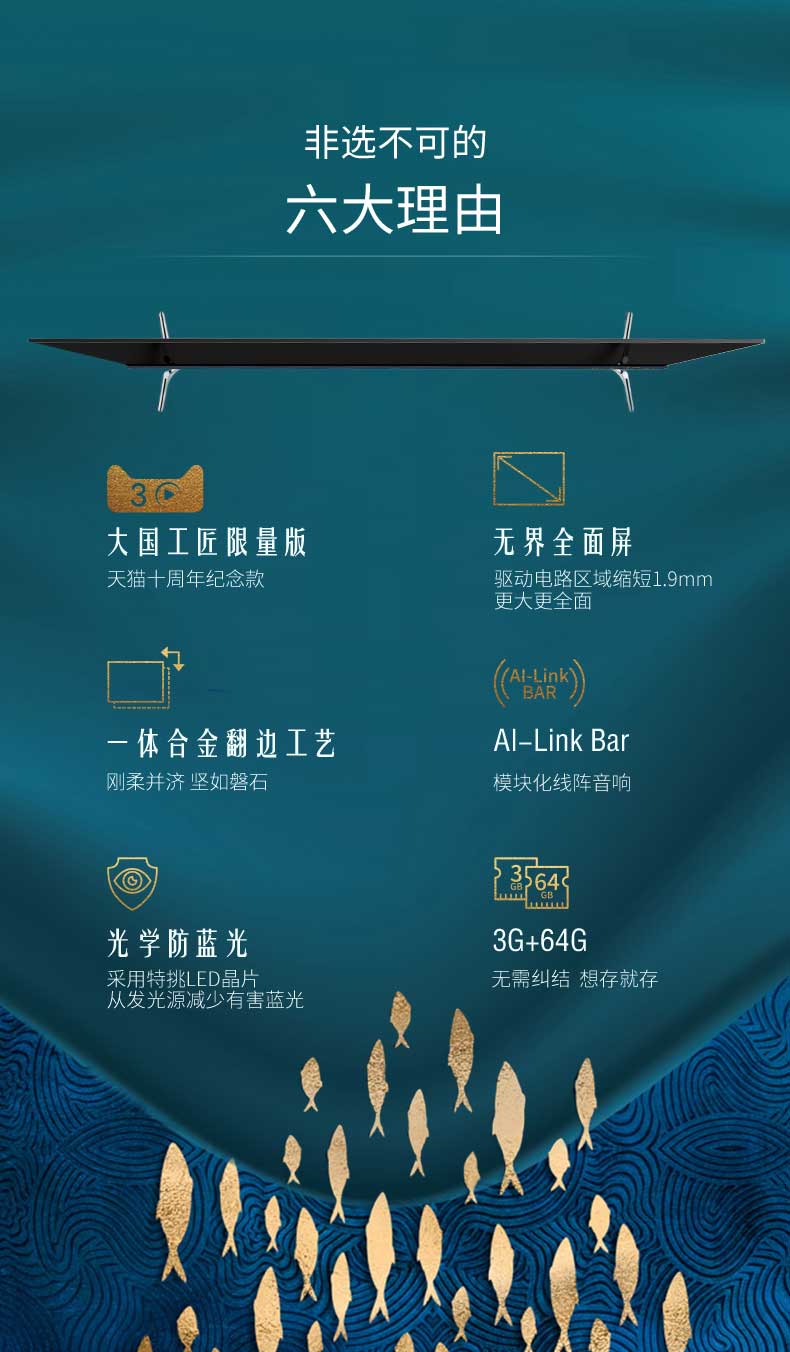 非选不可的
六大理由
3
大国工匠限量版
天猫十周年纪念款
无界全面屏
驱动电路区域缩短1.9mm
更大更全面
一体合金翻边工艺
刚柔并济 坚如磐石
AI-Link
BAR
AI-Link Bar
模块化线阵音响
光学防蓝光
采用特挑LED晶片
从发光源减少有害蓝光
3
GB
64
GB
3G+64G
无需纠结 想存就存